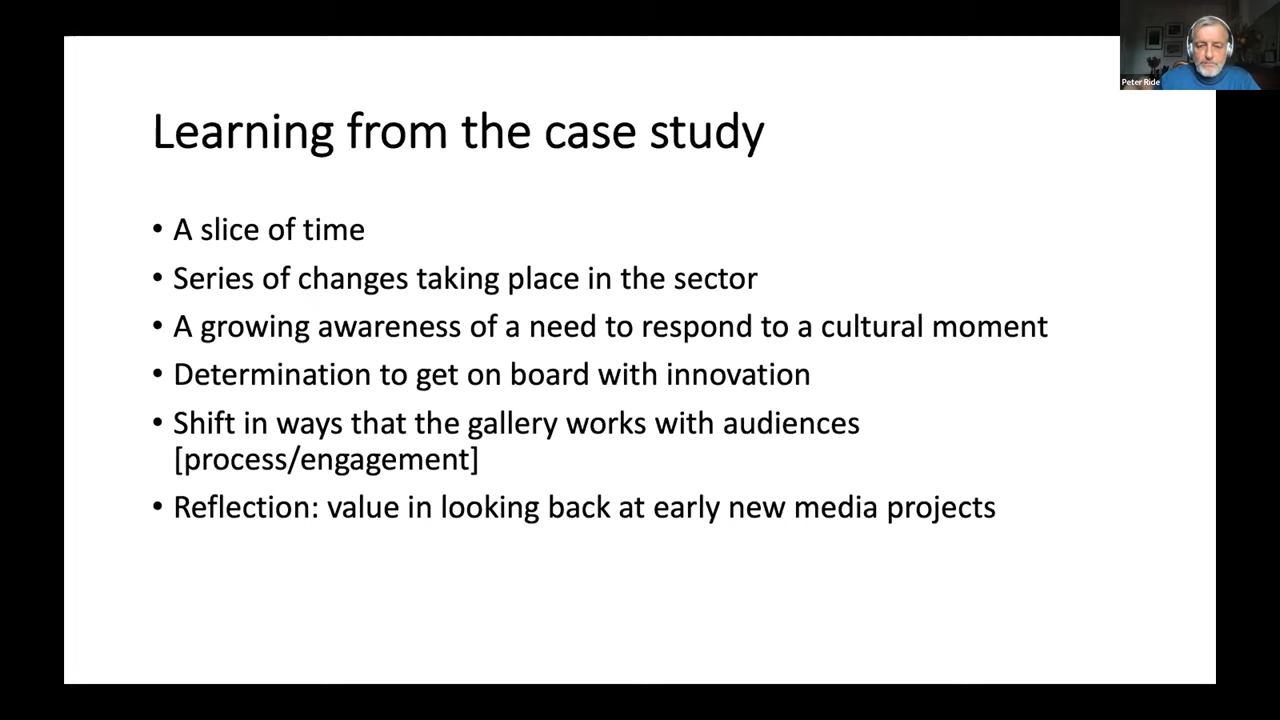 Peter Ride
Learning from the case study
• A slice of time
• Series of changes taking place in the sector
• A growing awareness of a need to respond to a cultural moment
• Determination to get on board with innovation
• Shift in ways that the gallery works with audiences
[process/engagement]
• Reflection: value in looking back at early new media projects